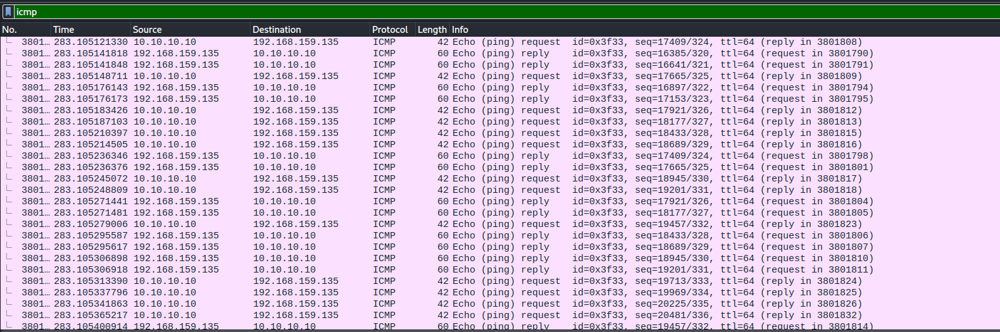 icmp
No. Time Source Destination Protocol Length Info
3801… 283.105121330 10.10.10.10 192.168.159.135 ICMP 42 Echo (ping) request id=0x3f33, seq=17409/324, ttl=64 (reply in 3801808)
3801… 283.105141818 192.168.159.135 10.10.10.10 ICMP 60 Echo (ping) reply id=0x3f33, seq=16385/320, ttl=64 (request in 3801790)
3801… 283.105141848 192.168.159.135 10.10.10.10 ICMP 60 Echo (ping) reply id=0x3f33, seq=16641/321, ttl=64 (request in 3801791)
3801… 283.105148711 10.10.10.10 192.168.159.135 ICMP 42 Echo (ping) request id=0x3f33, seq=17665/325, ttl=64 (reply in 3801809)
3801… 283.105176143 192.168.159.135 10.10.10.10 ICMP 60 Echo (ping) reply id=0x3f33, seq=16897/322, ttl=64 (request in 3801794)
3801… 283.105176173 192.168.159.135 10.10.10.10 ICMP 60 Echo (ping) reply id=0x3f33, seq=17153/323, ttl=64 (request in 3801795)
3801… 283.105183426 10.10.10.10 192.168.159.135 ICMP 42 Echo (ping) request id=0x3f33, seq=17921/326, ttl=64 (reply in 3801812)
3801… 283.105187103 10.10.10.10 192.168.159.135 ICMP 42 Echo (ping) request id=0x3f33, seq=18177/327, ttl=64 (reply in 3801813)
3801… 283.105210397 10.10.10.10 192.168.159.135 ICMP 42 Echo (ping) request id=0x3f33, seq=18433/328, ttl=64 (reply in 3801815)
3801… 283.105214505 10.10.10.10 192.168.159.135 ICMP 42 Echo (ping) request id=0x3f33, seq=18689/329, ttl=64 (reply in 3801816)
3801… 283.105236346 192.168.159.135 10.10.10.10 ICMP 60 Echo (ping) reply id=0x3f33, seq=17409/324, ttl=64 (request in 3801798)
3801… 283.105236376 192.168.159.135 10.10.10.10 ICMP 60 Echo (ping) reply id=0x3f33, seq=17665/325, ttl=64 (request in 3801801)
3801… 283.105245072 10.10.10.10 192.168.159.135 ICMP 42 Echo (ping) request id=0x3f33, seq=18945/330, ttl=64 (reply in 3801817)
3801… 283.105248809 10.10.10.10 192.168.159.135 ICMP 42 Echo (ping) request id=0x3f33, seq=19201/331, ttl=64 (reply in 3801818)
3801… 283.105271441 192.168.159.135 10.10.10.10 ICMP 60 Echo (ping) reply id=0x3f33, seq=17921/326, ttl=64 (request in 3801804)
3801… 283.105271481 192.168.159.135 10.10.10.10 ICMP 60 Echo (ping) reply id=0x3f33, seq=18177/327, ttl=64 (request in 3801805)
3801… 283.105279006 10.10.10.10 192.168.159.135 ICMP 42 Echo (ping) request id=0x3f33, seq=19457/332, ttl=64 (reply in 3801823)
3801… 283.105295587 192.168.159.135 10.10.10.10 ICMP 60 Echo (ping) reply id=0x3f33, seq=18433/328, ttl=64 (request in 3801806)
3801… 283.105295617 192.168.159.135 10.10.10.10 ICMP 60 Echo (ping) reply id=0x3f33, seq=18689/329, ttl=64 (request in 3801807)
3801… 283.105306898 192.168.159.135 10.10.10.10 ICMP 60 Echo (ping) reply id=0x3f33, seq=18945/330, ttl=64 (request in 3801810)
3801… 283.105306918 192.168.159.135 10.10.10.10 ICMP 60 Echo (ping) reply id=0x3f33, seq=19201/331, ttl=64 (request in 3801811)
3801… 283.105313390 10.10.10.10 192.168.159.135 ICMP 42 Echo (ping) request id=0x3f33, seq=19713/333, ttl=64 (reply in 3801824)
3801… 283.105337796 10.10.10.10 192.168.159.135 ICMP 42 Echo (ping) request id=0x3f33, seq=19969/334, ttl=64 (reply in 3801825)
3801… 283.105341863 10.10.10.10 192.168.159.135 ICMP 42 Echo (ping) request id=0x3f33, seq=20225/335, ttl=64 (reply in 3801826)
3801… 283.105365217 10.10.10.10 192.168.159.135 ICMP 42 Echo (ping) request id=0x3f33, seq=20481/336, ttl=64 (reply in 3801832)
3801… 283.105400914 192.168.159.135 10.10.10.10 ICMP 60 Echo (ping) reply id=0x3f33, seq=19457/332, ttl=64 (request in 3801814)